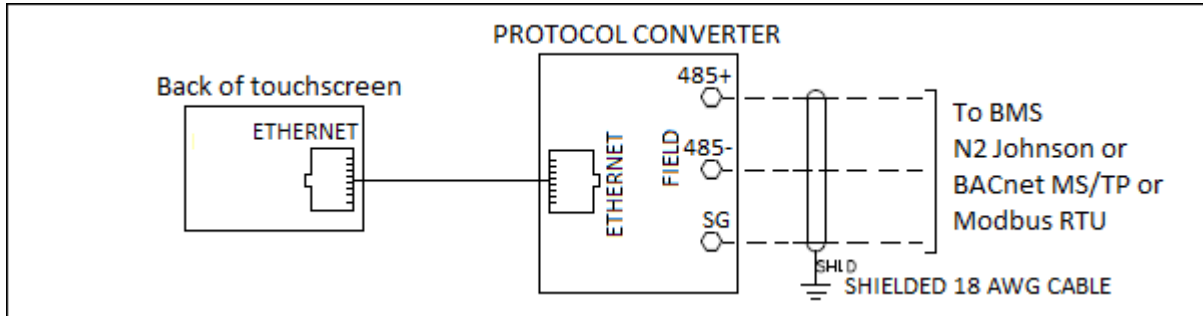 PROTOCOL CONVERTER
Back of touchscreen
ETHERNET
485+
485-
SG
ETHERNET
FIELD
To BMS
N2 Johnson or
BACnet MS/TP or
Modbus RTU
SHLD
SHIELDED 18 AWG CABLE